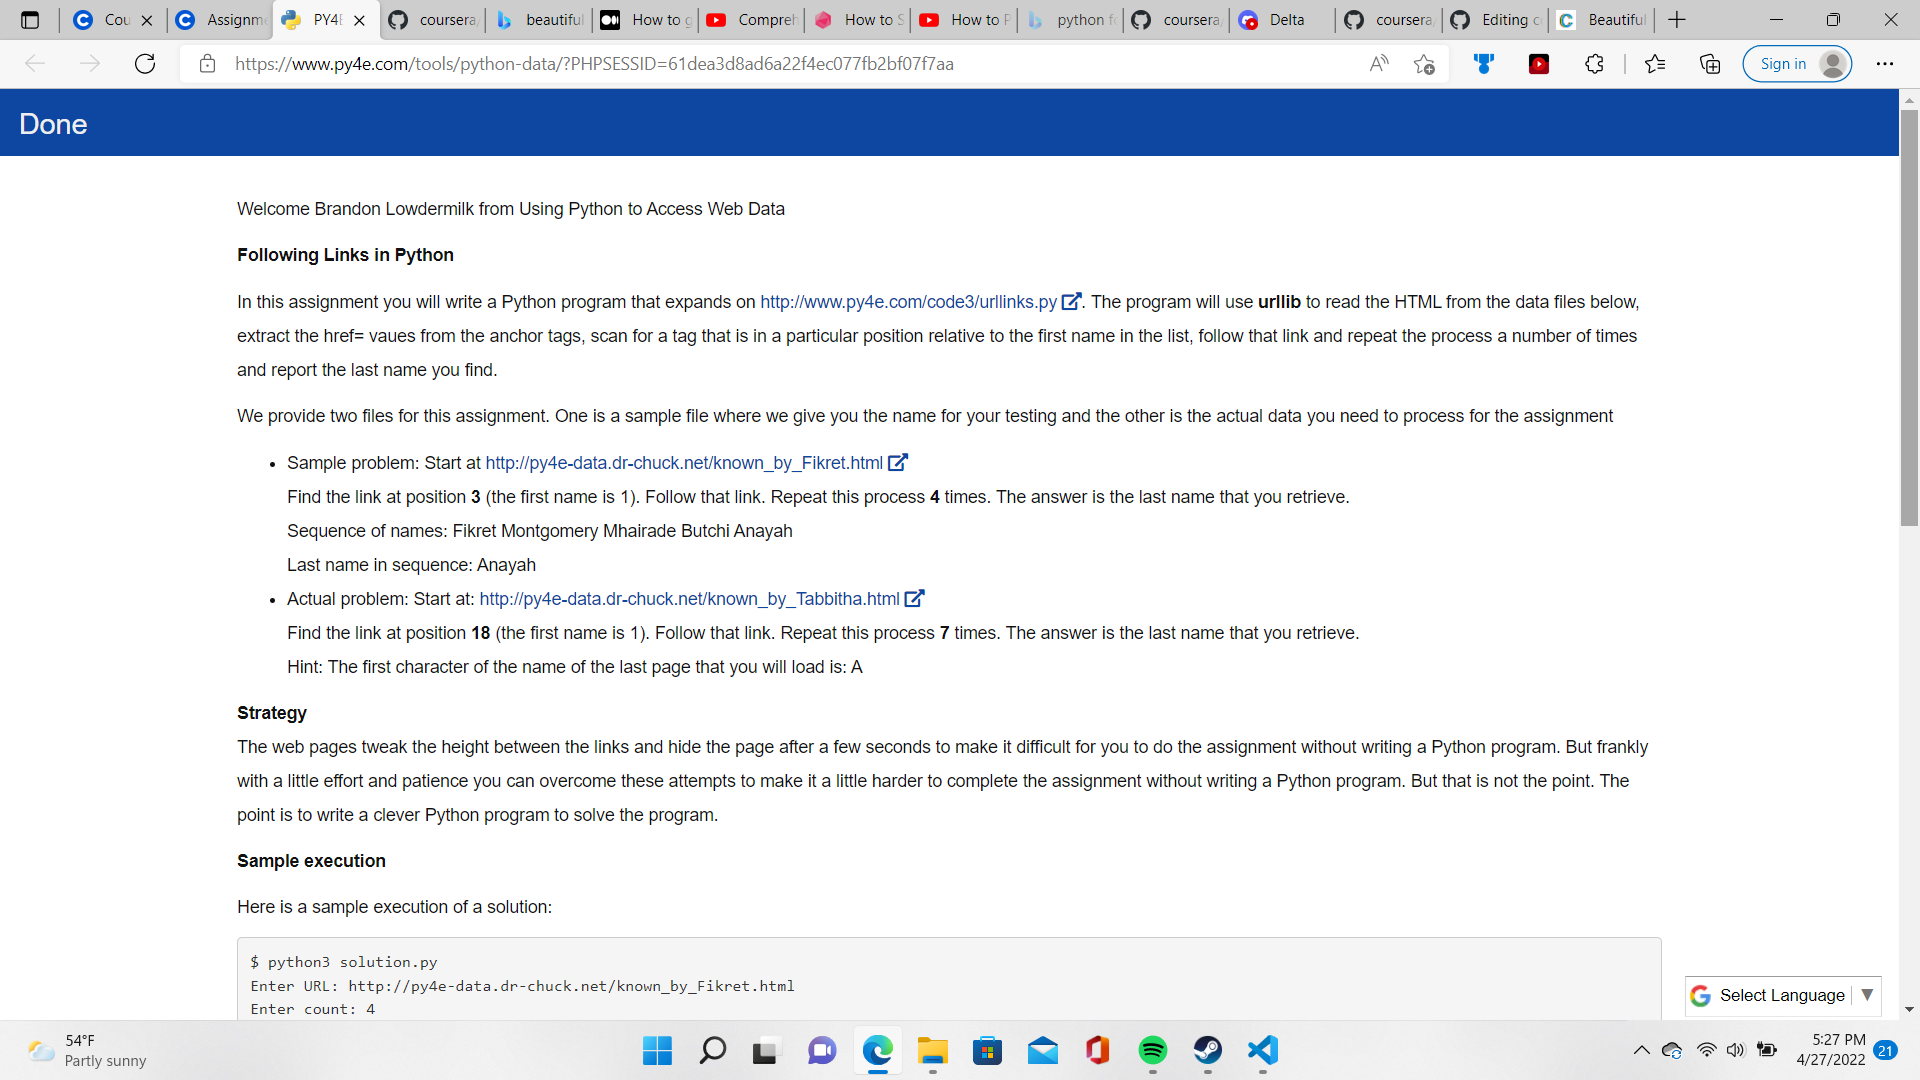 Cou
Assignme
PY4E
coursera
beautiful
How to g
Compreh
How to S
How to P
python fo
coursera
Delta
coursera
Editing co
Beautiful
https://www.py4e.com/tools/python-data/?PHPSESSID=61dea3d8ad6a22f4ec077fb2bf07f7aa
Sign in
Done
Welcome Brandon Lowdermilk from Using Python to Access Web Data
Following Links in Python
In this assignment you will write a Python program that expands on http://www.py4e.com/code3/urllinks.py. The program will use urllib to read the HTML from the data files below,
extract the href= vaues from the anchor tags, scan for a tag that is in a particular position relative to the first name in the list, follow that link and repeat the process a number of times
and report the last name you find.
We provide two files for this assignment. One is a sample file where we give you the name for your testing and the other is the actual data you need to process for the assignment
• Sample problem: Start at http://py4e-data.dr-chuck.net/known_by_Fikret.html
Find the link at position 3 (the first name is 1). Follow that link. Repeat this process 4 times. The answer is the last name that you retrieve.
Sequence of names: Fikret Montgomery Mhairade Butchi Anayah
Last name in sequence: Anayah
• Actual problem: Start at: http://py4e-data.dr-chuck.net/known_by_Tabbitha.html
Find the link at position 18 (the first name is 1). Follow that link. Repeat this process 7 times. The answer is the last name that you retrieve.
Hint: The first character of the name of the last page that you will load is: A
Strategy
The web pages tweak the height between the links and hide the page after a few seconds to make it difficult for you to do the assignment without writing a Python program. But frankly
with a little effort and patience you can overcome these attempts to make it a little harder to complete the assignment without writing a Python program. But that is not the point. The
point is to write a clever Python program to solve the program.
Sample execution
Here is a sample execution of a solution:
$ python3 solution.py
Enter URL: http://py4e-data.dr-chuck.net/known_by_Fikret.html
Enter count: 4
Select Language
54°F
Partly sunny
5:27 PM
4/27/2022
21